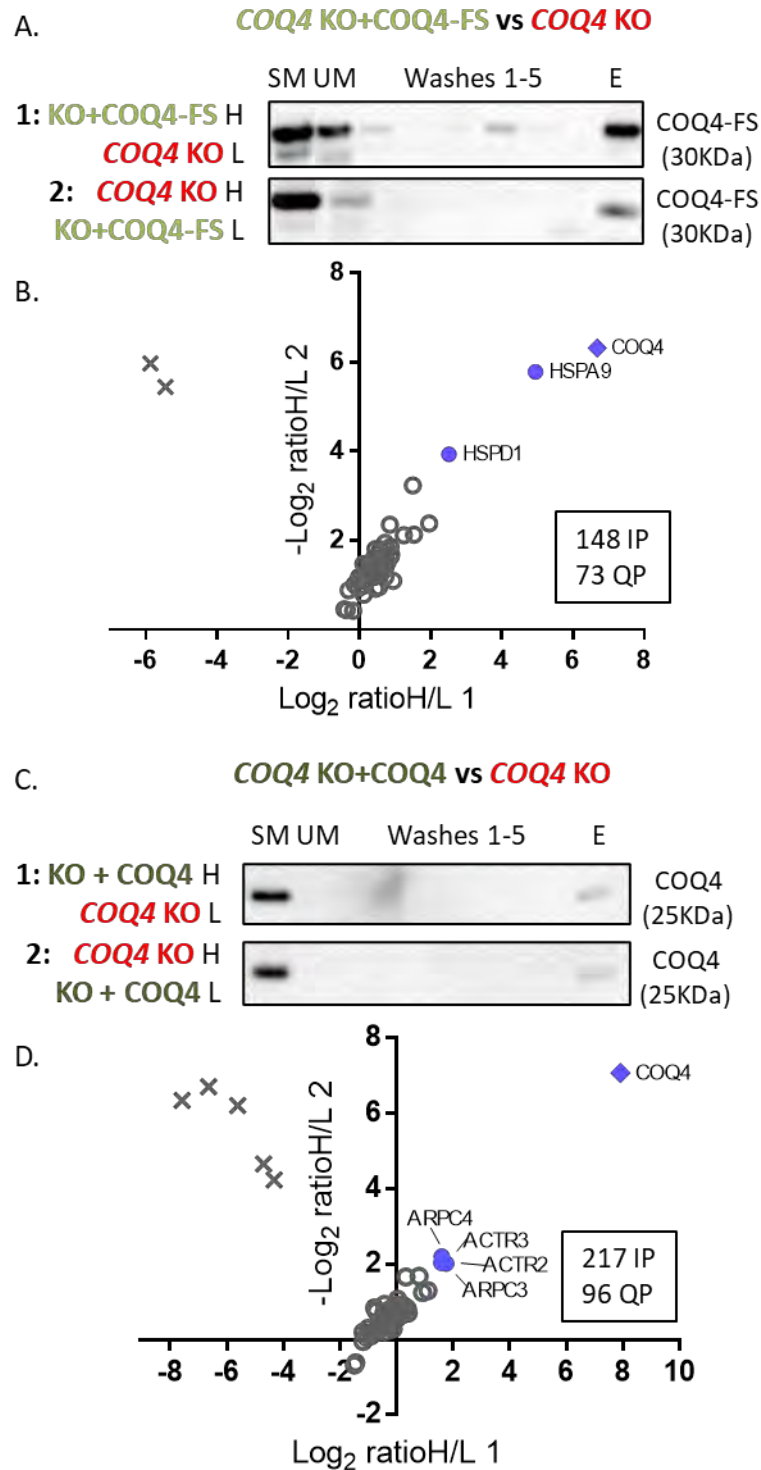 A.
COQ4 KO+COQ4-FS vs COQ4 KO
SM UM Washes 1-5 E
1: KO+COQ4-FS H
COQ4 KO L
COQ4-FS
(30KDa)
2: COQ4 KO H
KO+COQ4-FS L
COQ4-FS
(30KDa)
B.
-Log2 ratioH/L 2
8
6
4
2
COQ4
HSPA9
HSPD1
148 IP
73 QP
-6 -4 -2 0 2 4 6 8
Log2 ratioH/L 1
C.
COQ4 KO+COQ4 vs COQ4 KO
SM UM Washes 1-5 E
1: KO + COQ4 H
COQ4 KO L
COQ4
(25KDa)
2: COQ4 KO H
KO + COQ4 L
COQ4
(25KDa)
D.
-Log2 ratioH/L 2
8
6
4
2
-2
COQ4
ARPC4
ACTR3
ACTR2
ARPC3
217 IP
96 QP
-8 -6 -4 -2 0 2 4 6 8 10
Log2 ratioH/L 1